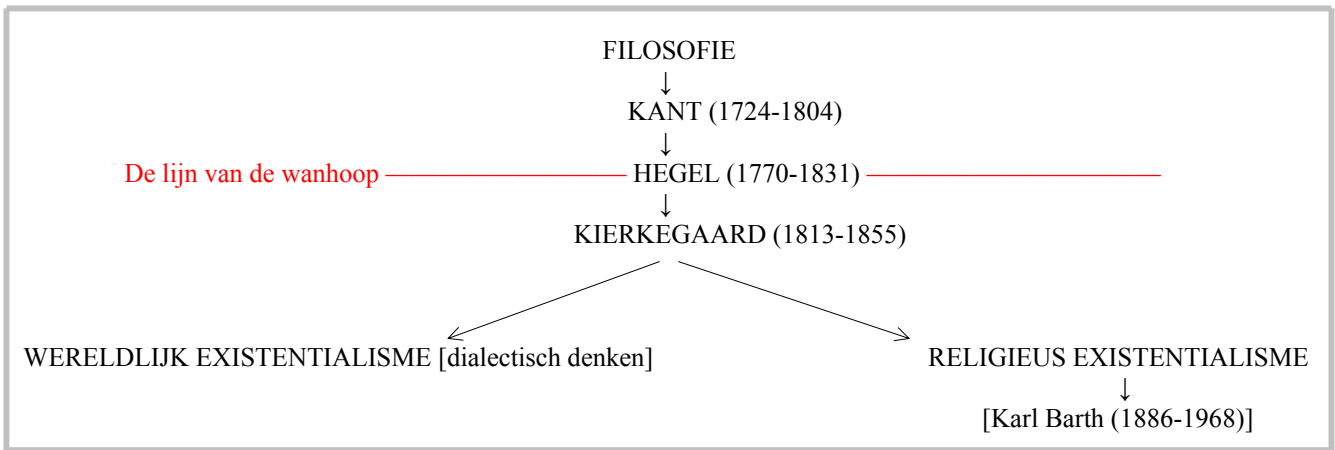 FILOSOFIE
↓
KANT (1724-1804)
↓
De lijn van de wanhoop HEGEL (1770-1831)
↓
KIERKEGAARD (1813-1855)
WERELDLIJK EXISTENTIALISME [dialectisch denken] RELIGIEUS EXISTENTIALISME
↓
[Karl Barth (1886-1968)]